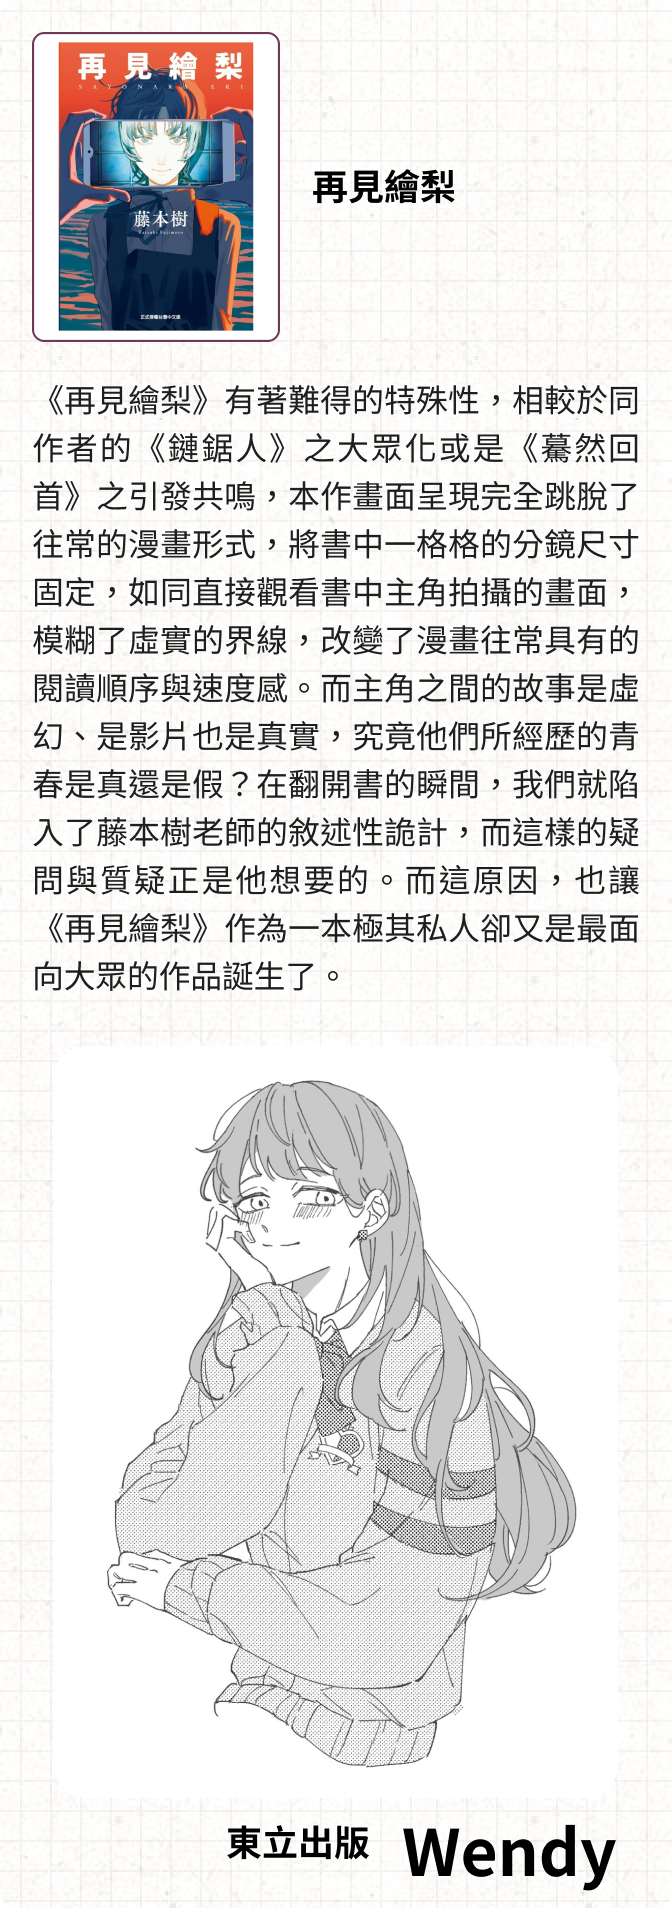 再見繪梨
SAYONARA ERI
藤本樹
Tatsuki Fujimoto
正式授權台灣中文版
再見繪梨
《再見繪梨》有著難得的特殊性，相較於同
作者的《鏈鋸人》之大眾化或是《驀然回
首》之引發共鳴，本作畫面呈現完全跳脫了
往常的漫畫形式，將書中一格格的分鏡尺寸
固定，如同直接觀看書中主角拍攝的畫面，
模糊了虛實的界線，改變了漫畫往常具有的
閱讀順序與速度感。而主角之間的故事是虛
幻、是影片也是真實，究竟他們所經歷的青
春是真還是假？在翻開書的瞬間，我們就陷
入了藤本樹老師的敘述性詭計，而這樣的疑
問與質疑正是他想要的。而這原因，也讓
《再見繪梨》作為一本極其私人卻又是最面
向大眾的作品誕生了。
東立出版 Wendy